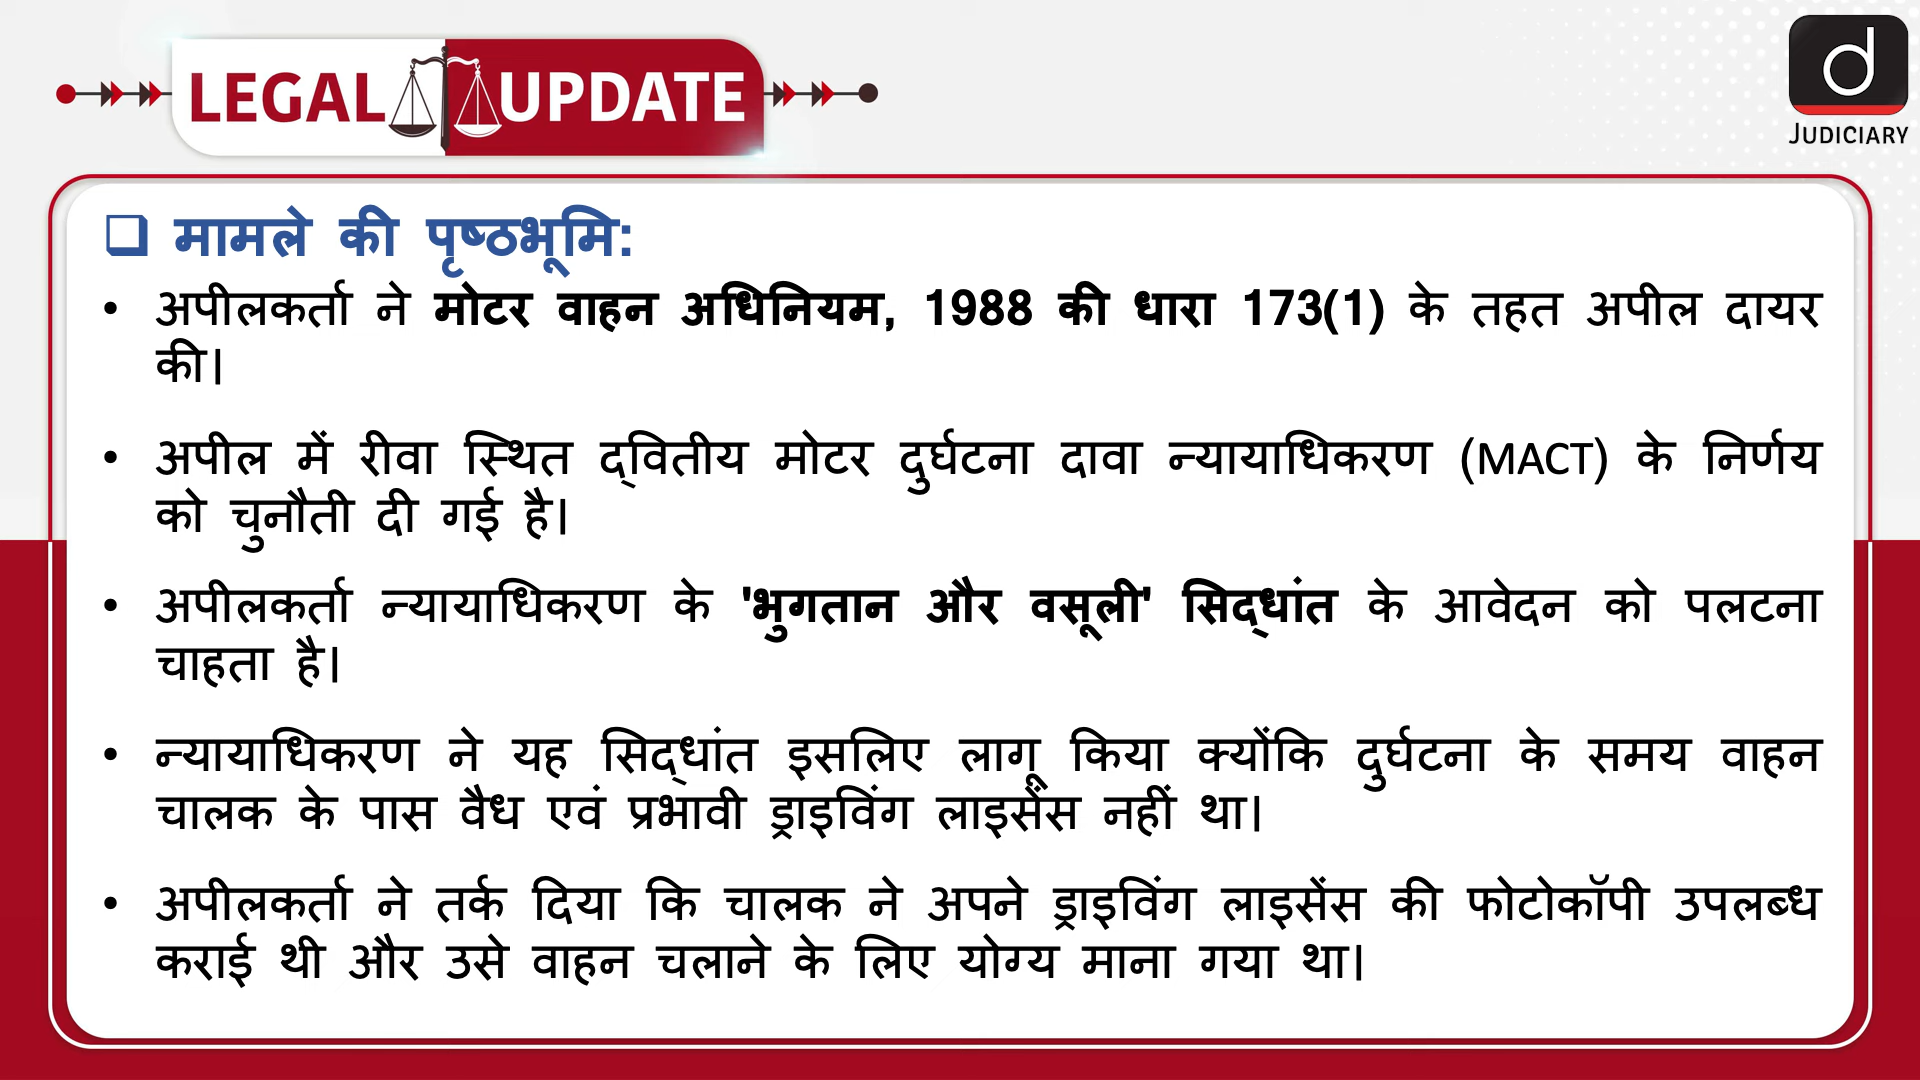 LEGAL UPDATE
d
JUDICIARY
❑ मामले की पृष्ठभूमि:
• अपीलकर्ता ने मोटर वाहन अधिनियम, 1988 की धारा 173(1) के तहत अपील दायर
की।
• अपील में रीवा स्थित द्वितीय मोटर दुर्घटना दावा न्यायाधिकरण (MACT) के निर्णय
को चुनौती दी गई है।
• अपीलकर्ता न्यायाधिकरण के 'भुगतान और वसूली' सिद्धांत के आवेदन को पलटना
चाहता है।
• न्यायाधिकरण ने यह सिद्धांत इसलिए लागू किया क्योंकि दुर्घटना के समय वाहन
चालक के पास वैध एवं प्रभावी ड्राइविंग लाइसेंस नहीं था।
• अपीलकर्ता ने तर्क दिया कि चालक ने अपने ड्राइविंग लाइसेंस की फोटोकॉपी उपलब्ध
कराई थी और उसे वाहन चलाने के लिए योग्य माना गया था।